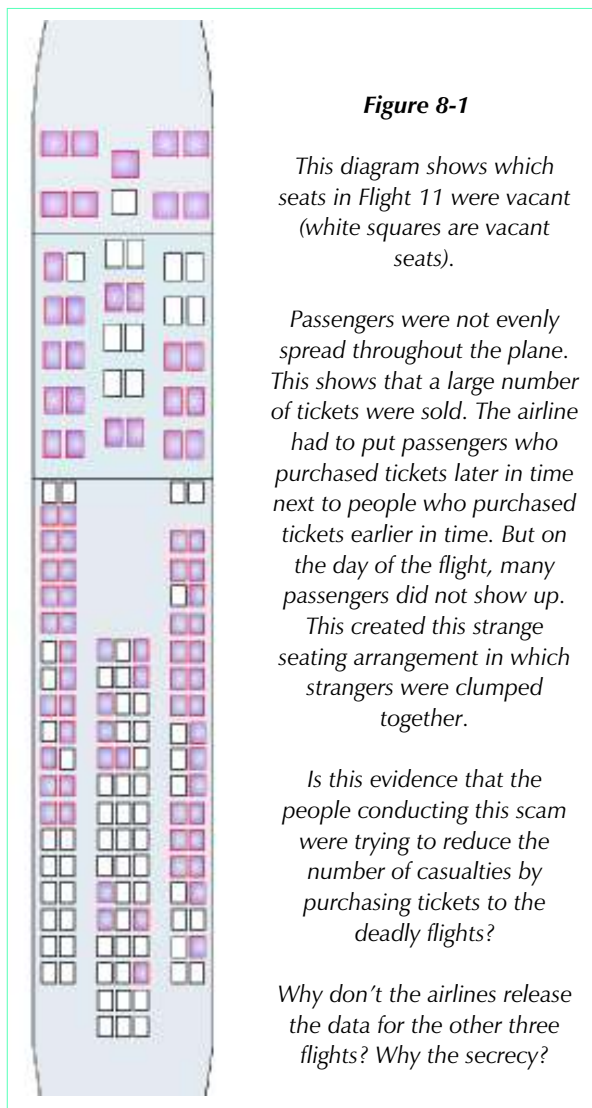 Figure 8-1
This diagram shows which
seats in Flight 11 were vacant
(white squares are vacant
seats).
Passengers were not evenly
spread throughout the plane.
This shows that a large number
of tickets were sold. The airline
had to put passengers who
purchased tickets later in time
next to people who purchased
tickets earlier in time. But on
the day of the flight, many
passengers did not show up.
This created this strange
seating arrangement in which
strangers were clumped
together.
Is this evidence that the
people conducting this scam
were trying to reduce the
number of casualties by
purchasing tickets to the
deadly flights?
Why don’t the airlines release
the data for the other three
flights? Why the secrecy?